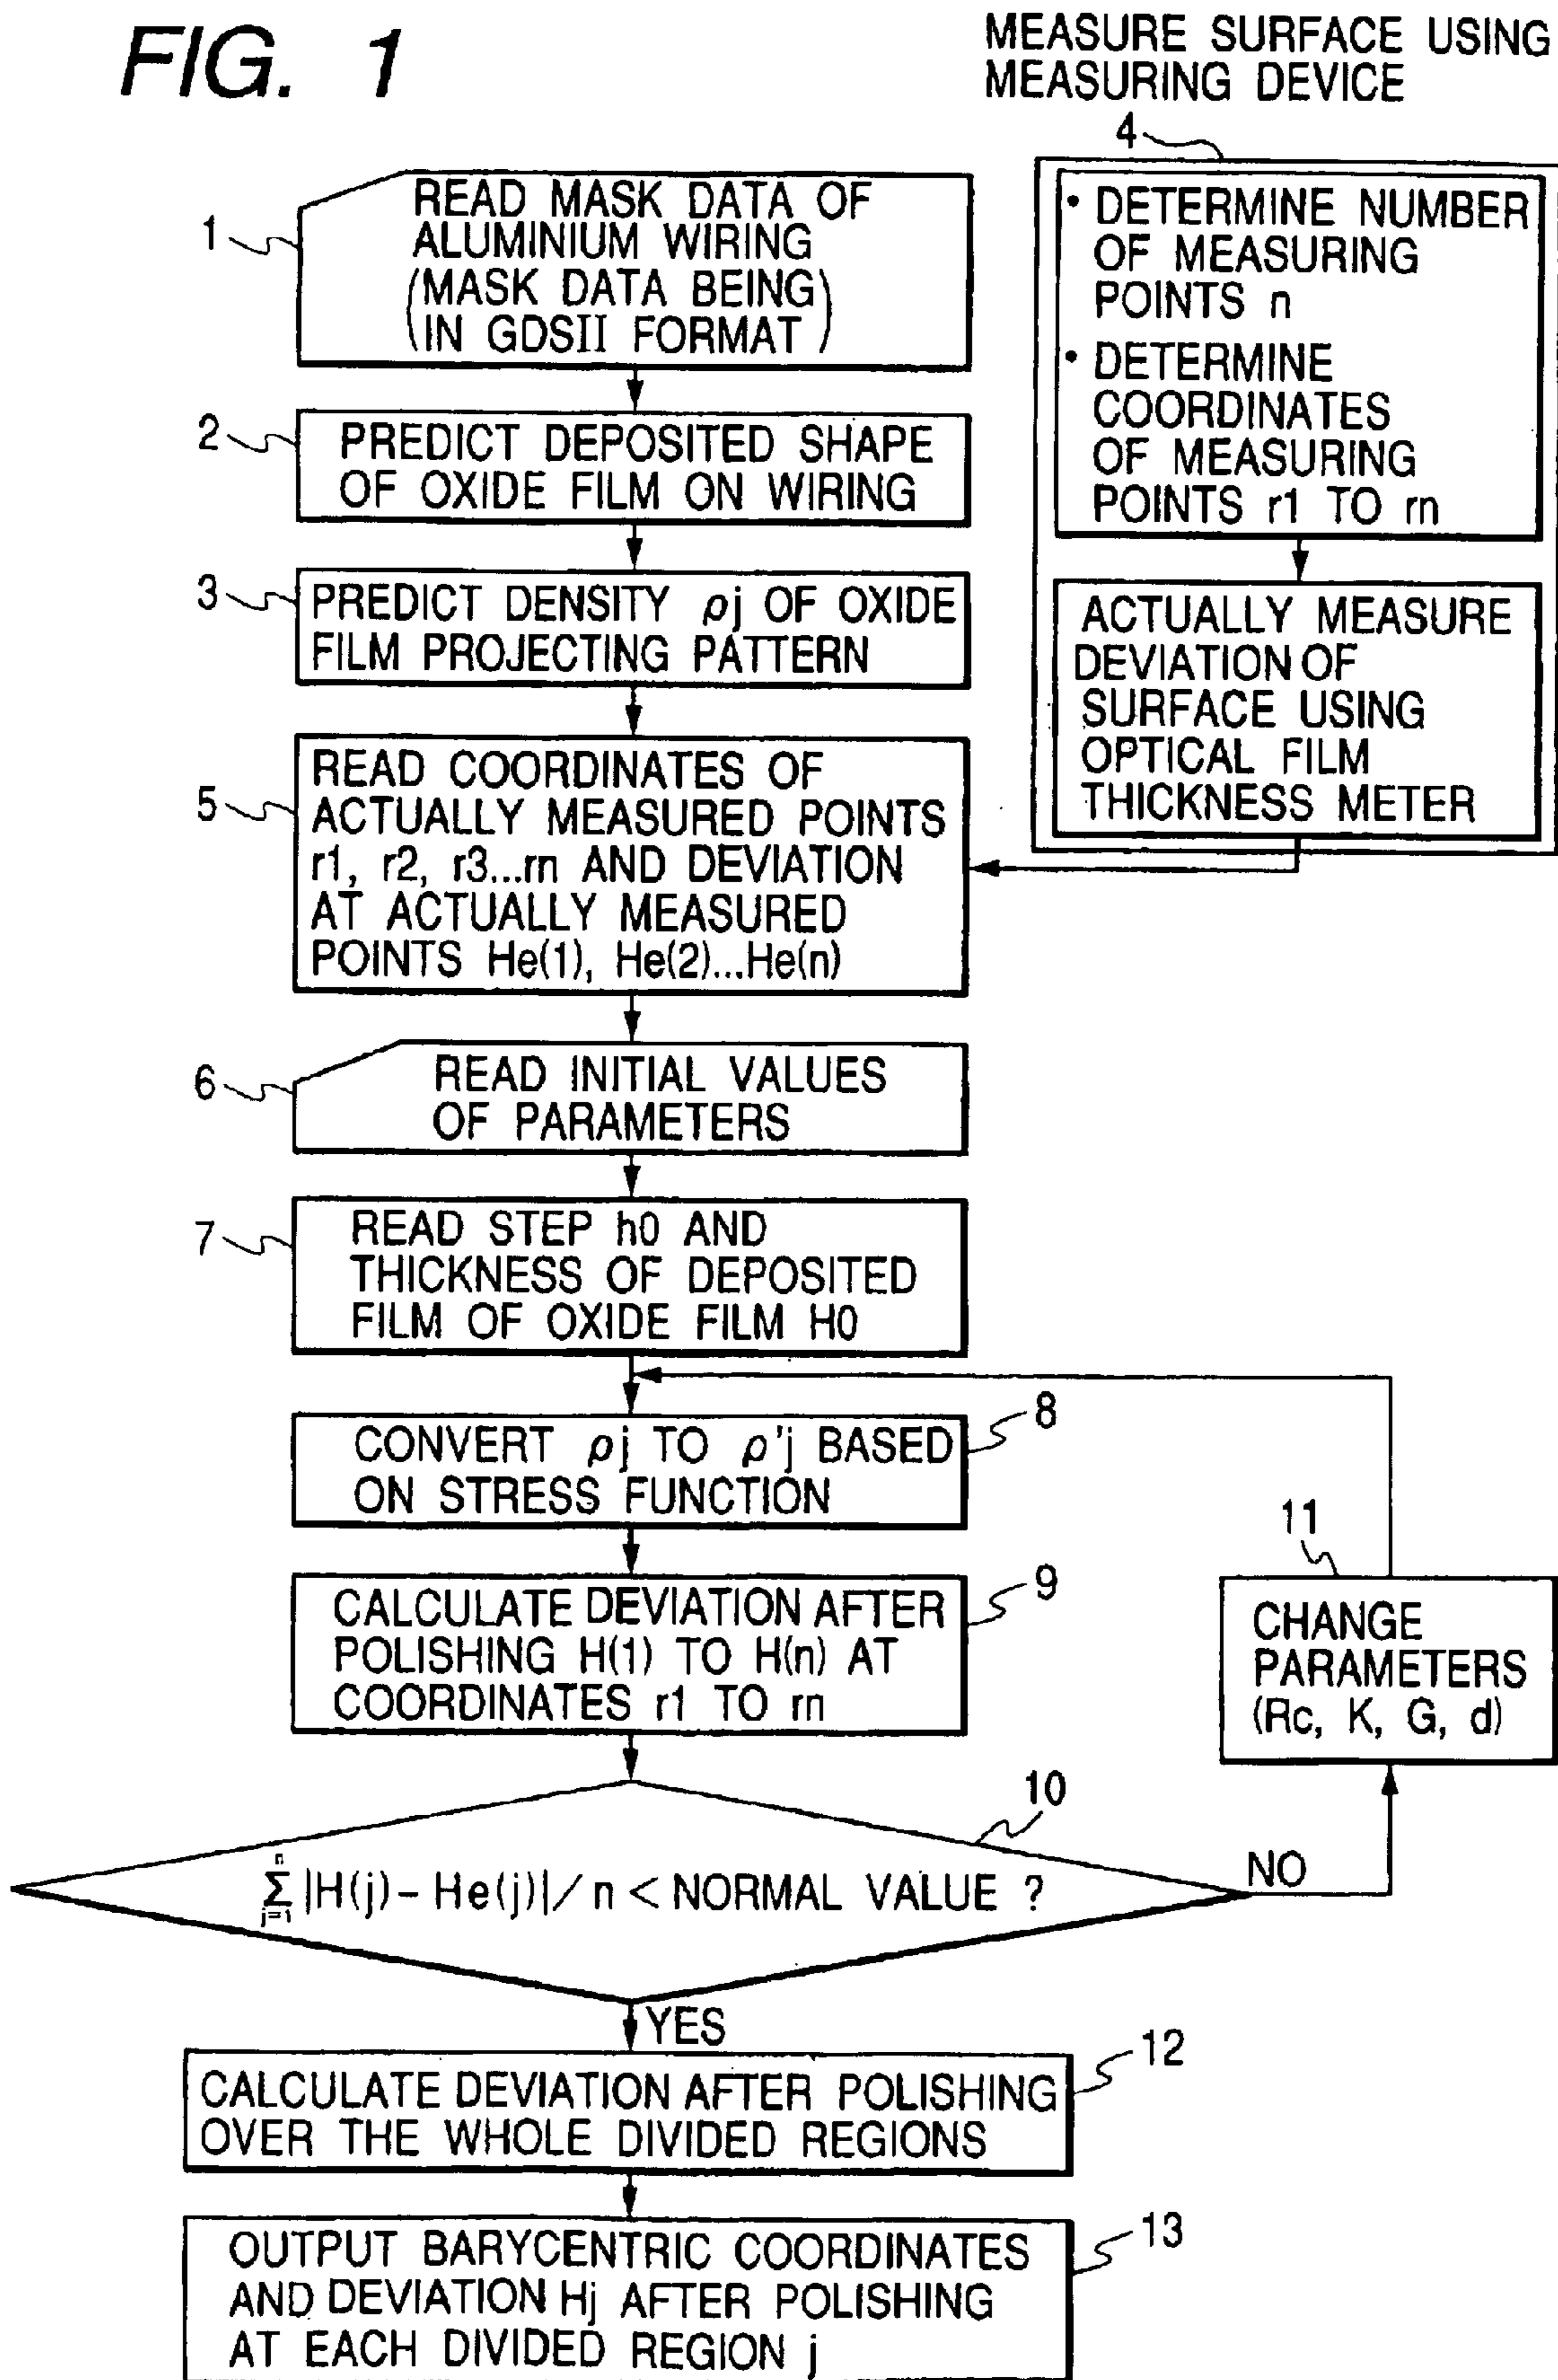 FIG. 1
MEASURE SURFACE USING
MEASURING DEVICE
4
1
READ MASK DATA OF
ALUMINIUM WIRING
(MASK DATA BEING
IN GDSII FORMAT)
• DETERMINE NUMBER
OF MEASURING
POINTS n
• DETERMINE
COORDINATES
OF MEASURING
POINTS r1 TO rn
2
PREDICT DEPOSITED SHAPE
OF OXIDE FILM ON WIRING
3
PREDICT DENSITY ρj OF OXIDE
FILM PROJECTING PATTERN
ACTUALLY MEASURE
DEVIATION OF
SURFACE USING
OPTICAL FILM
THICKNESS METER
5
READ COORDINATES OF
ACTUALLY MEASURED POINTS
r1, r2, r3...rn AND DEVIATION
AT ACTUALLY MEASURED
POINTS He(1), He(2)...He(n)
6
READ INITIAL VALUES
OF PARAMETERS
7
READ STEP h0 AND
THICKNESS OF DEPOSITED
FILM OF OXIDE FILM H0
8
CONVERT ρj TO ρ'j BASED
ON STRESS FUNCTION
9
CALCULATE DEVIATION AFTER
POLISHING H(1) TO H(n) AT
COORDINATES r1 TO rn
11
CHANGE
PARAMETERS
(Rc, K, G, d)
10
n
Σ |H(j) – He(j)| / n < NORMAL VALUE ?
j=1
NO
YES
12
CALCULATE DEVIATION AFTER POLISHING
OVER THE WHOLE DIVIDED REGIONS
13
OUTPUT BARYCENTRIC COORDINATES
AND DEVIATION Hj AFTER POLISHING
AT EACH DIVIDED REGION j